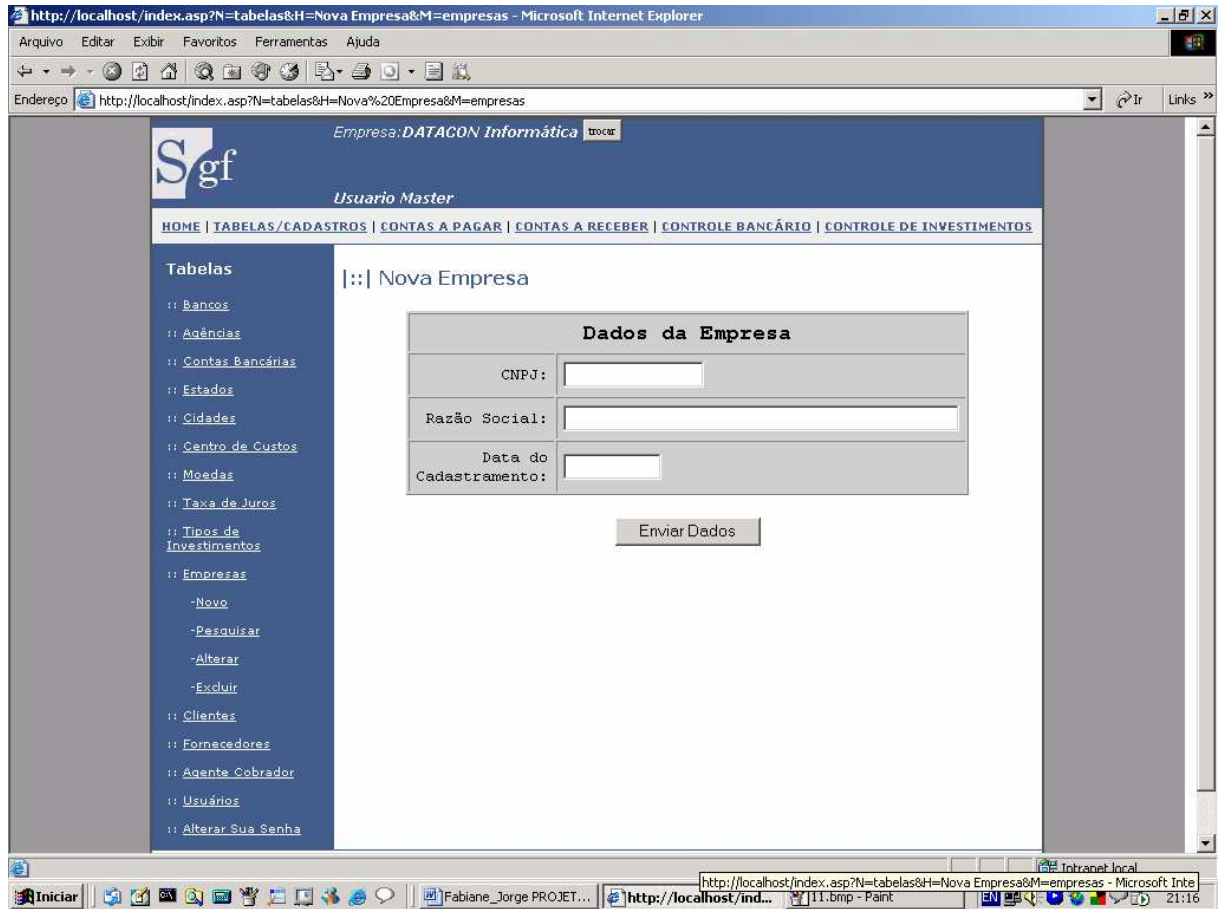 http://localhost/index.asp?N=tabelas&H=Nova Empresa&M=empresas - Microsoft Internet Explorer
Arquivo Editar Exibir Favoritos Ferramentas Ajuda
Endereço http://localhost/index.asp?N=tabelas&H=Nova%20Empresa&M=empresas Ir Links »
Sgf
Empresa:DATACON Informática trocar
Usuario Master
HOME | TABELAS/CADASTROS | CONTAS A PAGAR | CONTAS A RECEBER | CONTROLE BANCÁRIO | CONTROLE DE INVESTIMENTOS
Tabelas
:: Bancos
:: Agências
:: Contas Bancárias
:: Estados
:: Cidades
:: Centro de Custos
:: Moedas
:: Taxa de Juros
:: Tipos de
Investimentos
:: Empresas
-Novo
-Pesquisar
-Alterar
-Excluir
:: Clientes
:: Fornecedores
:: Agente Cobrador
:: Usuários
:: Alterar Sua Senha
|::| Nova Empresa
Dados da Empresa
CNPJ:
Razão Social:
Data do
Cadastramento:
Enviar Dados
Intranet local
http://localhost/index.asp?N=tabelas&H=Nova Empresa&M=empresas - Microsoft Inte
Iniciar Fabiane_Jorge PROJET... http://localhost/ind... 11.bmp - Paint EN 21:16